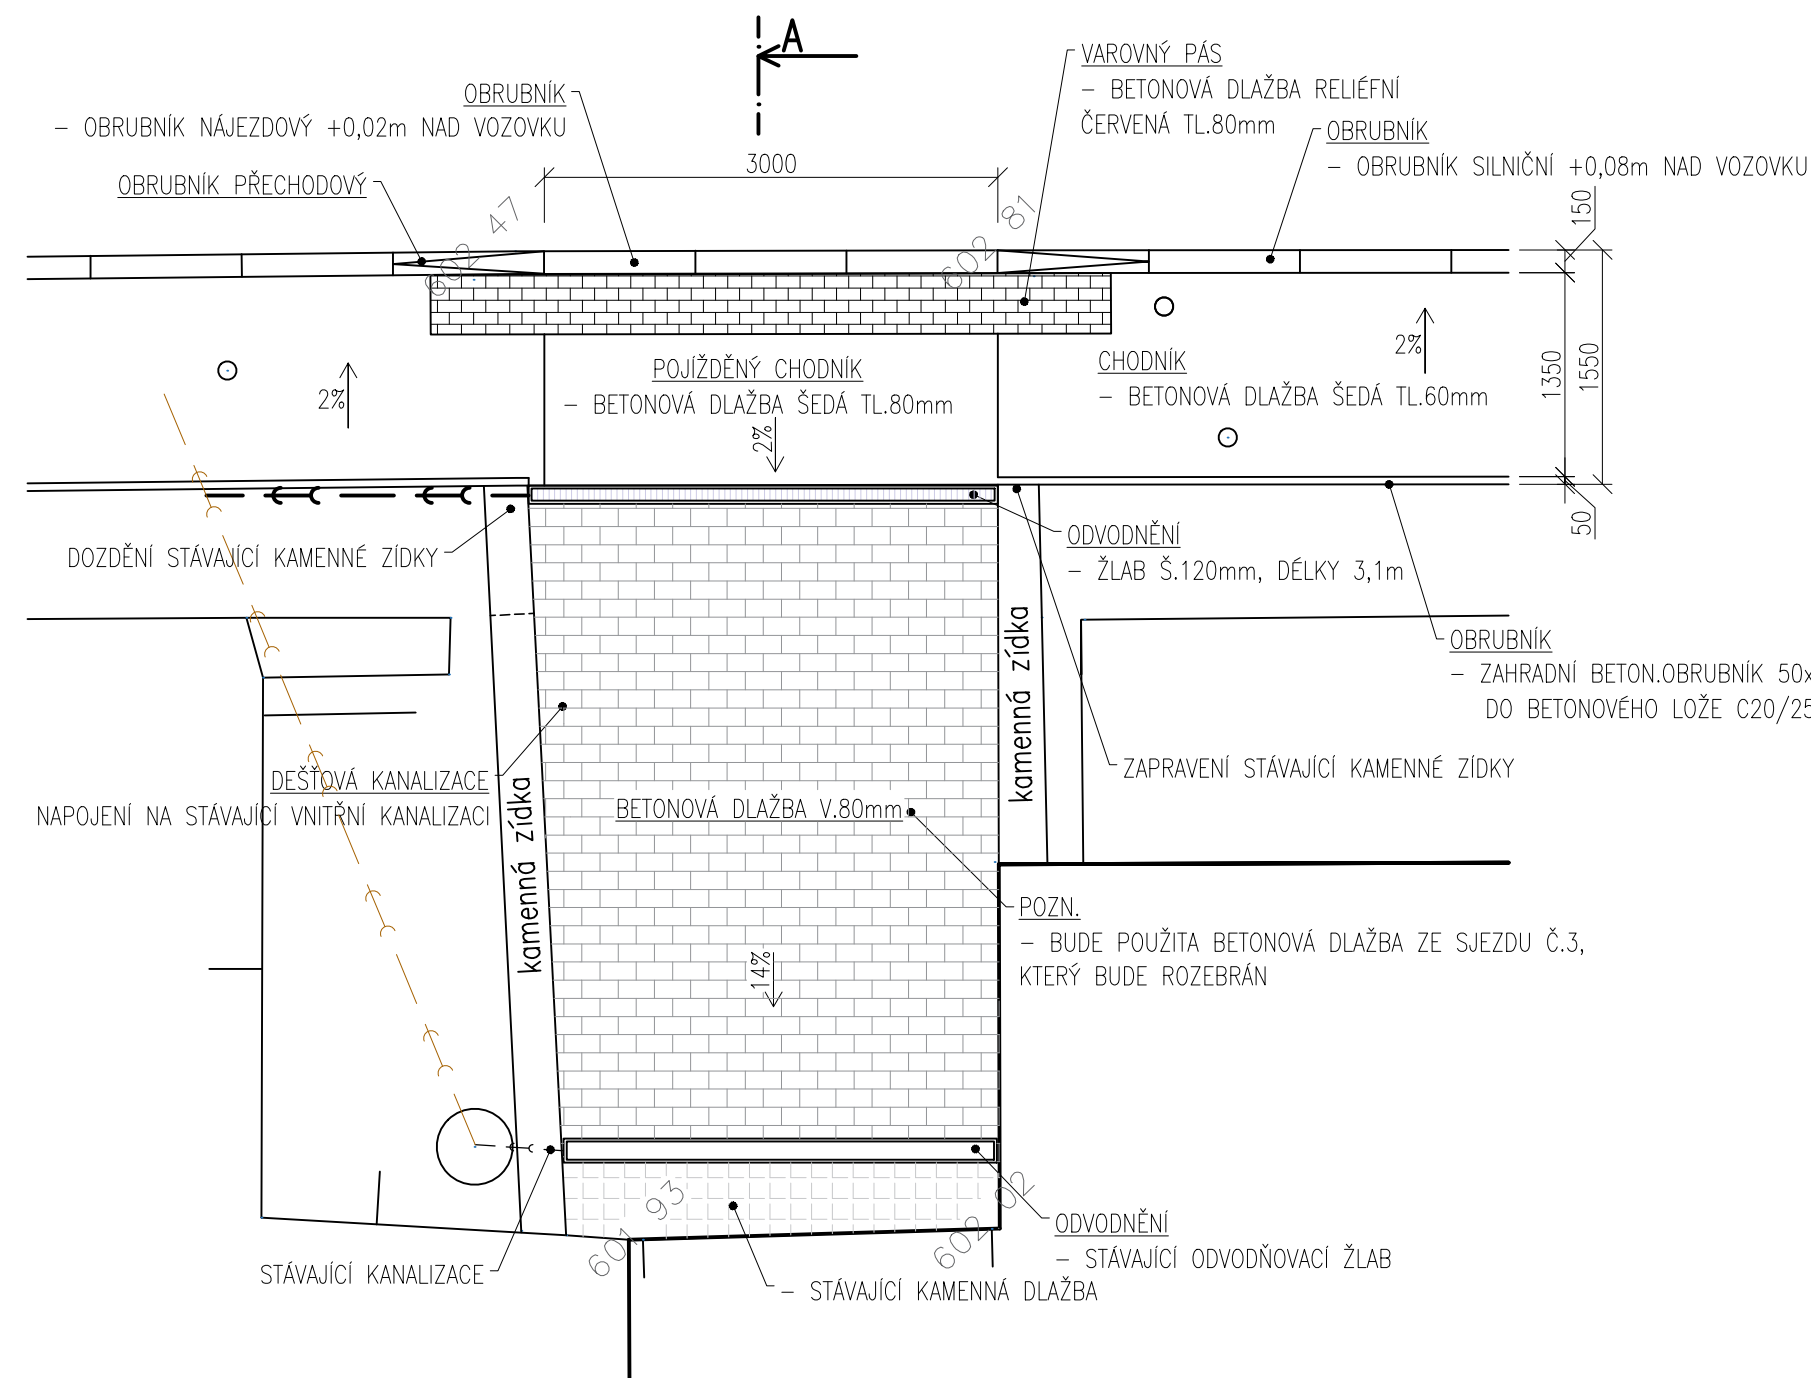 A
VAROVNÝ PÁS
– BETONOVÁ DLAŽBA RELIÉFNÍ
ČERVENÁ TL.80mm
OBRUBNÍK
– OBRUBNÍK NÁJEZDOVÝ +0,02m NAD VOZOVKU
OBRUBNÍK
– OBRUBNÍK SILNIČNÍ +0,08m NAD VOZOVKU
3000
OBRUBNÍK PŘECHODOVÝ
602 47
602 81
150
1350
1550
50
2%
POJÍŽDĚNÝ CHODNÍK
– BETONOVÁ DLAŽBA ŠEDÁ TL.80mm
2%
CHODNÍK
– BETONOVÁ DLAŽBA ŠEDÁ TL.60mm
2%
DOZDĚNÍ STÁVAJÍCÍ KAMENNÉ ZÍDKY
ODVODNĚNÍ
– ŽLAB Š.120mm, DÉLKY 3,1m
kamenná zídka
OBRUBNÍK
– ZAHRADNÍ BETON.OBRUBNÍK 50x
DO BETONOVÉHO LOŽE C20/25
ZAPRAVENÍ STÁVAJÍCÍ KAMENNÉ ZÍDKY
DEŠŤOVÁ KANALIZACE
NAPOJENÍ NA STÁVAJÍCÍ VNITŘNÍ KANALIZACI
kamenná zídka
BETONOVÁ DLAŽBA V.80mm
POZN.
– BUDE POUŽITA BETONOVÁ DLAŽBA ZE SJEZDU Č.3,
KTERÝ BUDE ROZEBRÁN
14%
601 93
602 02
ODVODNĚNÍ
– STÁVAJÍCÍ ODVODŇOVACÍ ŽLAB
STÁVAJÍCÍ KANALIZACE
– STÁVAJÍCÍ KAMENNÁ DLAŽBA